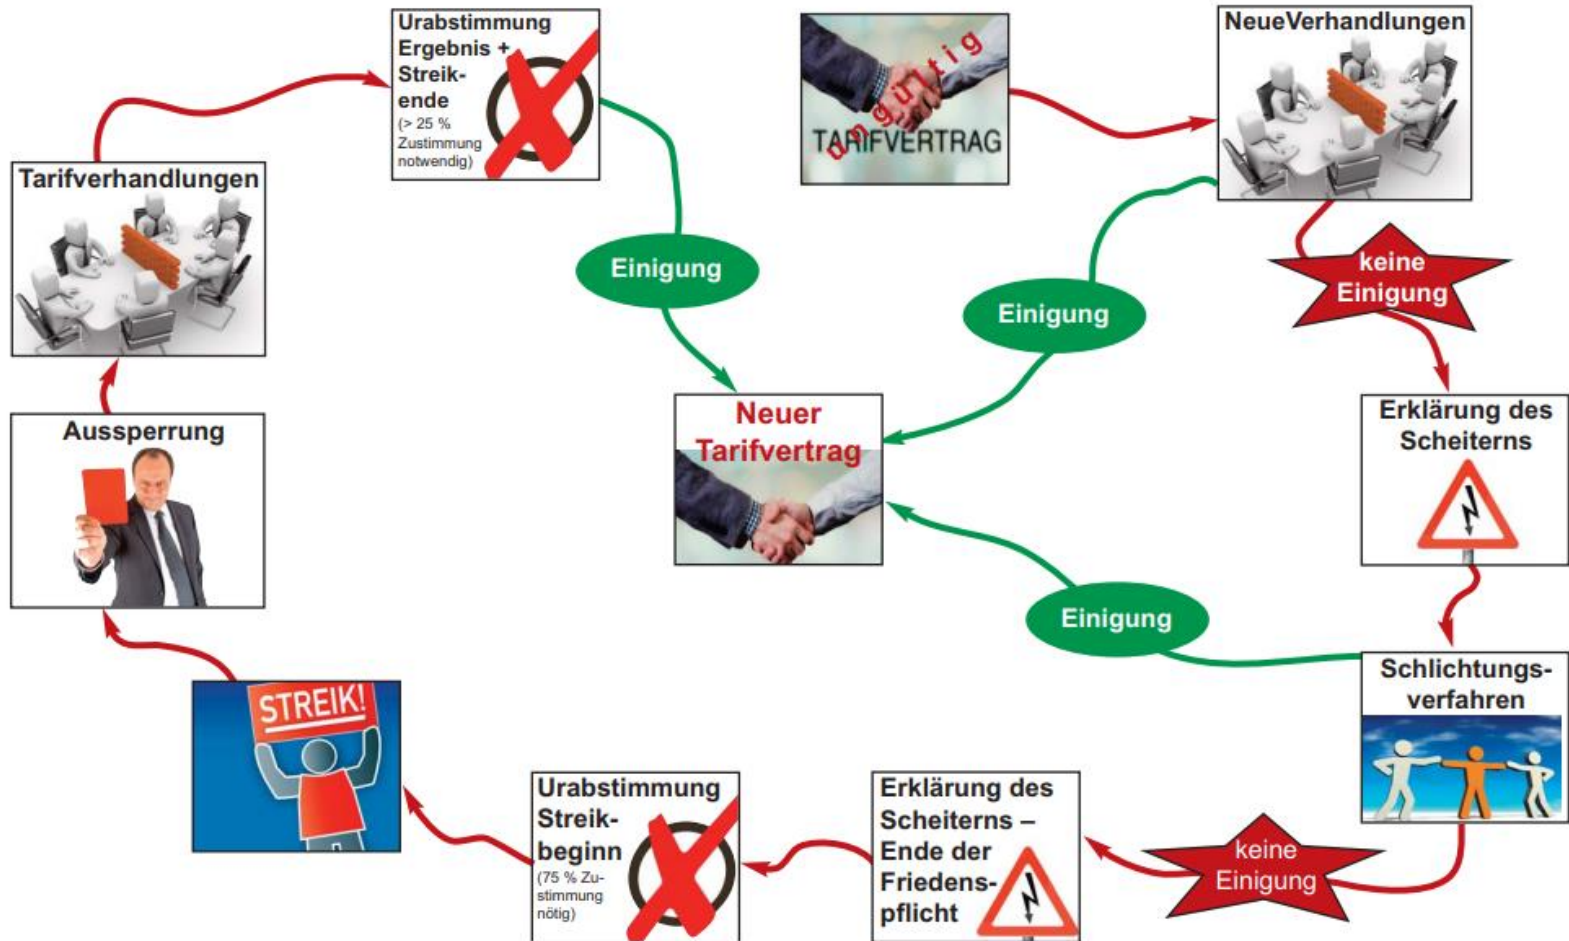 Urabstimmung
Ergebnis +
Streik-
ende
(> 25 %
Zustimmung
notwendig)
ungültig
TARIFVERTRAG
NeueVerhandlungen
Tarifverhandlungen
Einigung
Einigung
keine
Einigung
Neuer
Tarifvertrag
Erklärung des
Scheiterns
Aussperrung
Einigung
Schlichtungs-
verfahren
STREIK!
Urabstimmung
Streik-
beginn
(75 % Zu-
stimmung
nötig)
Erklärung des
Scheiterns –
Ende der
Friedens-
pflicht
keine
Einigung